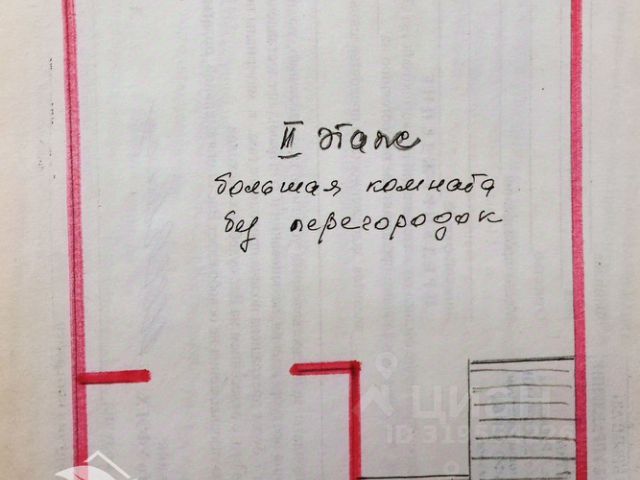 II этаж
большая комната
без перегородок
ЦИАН